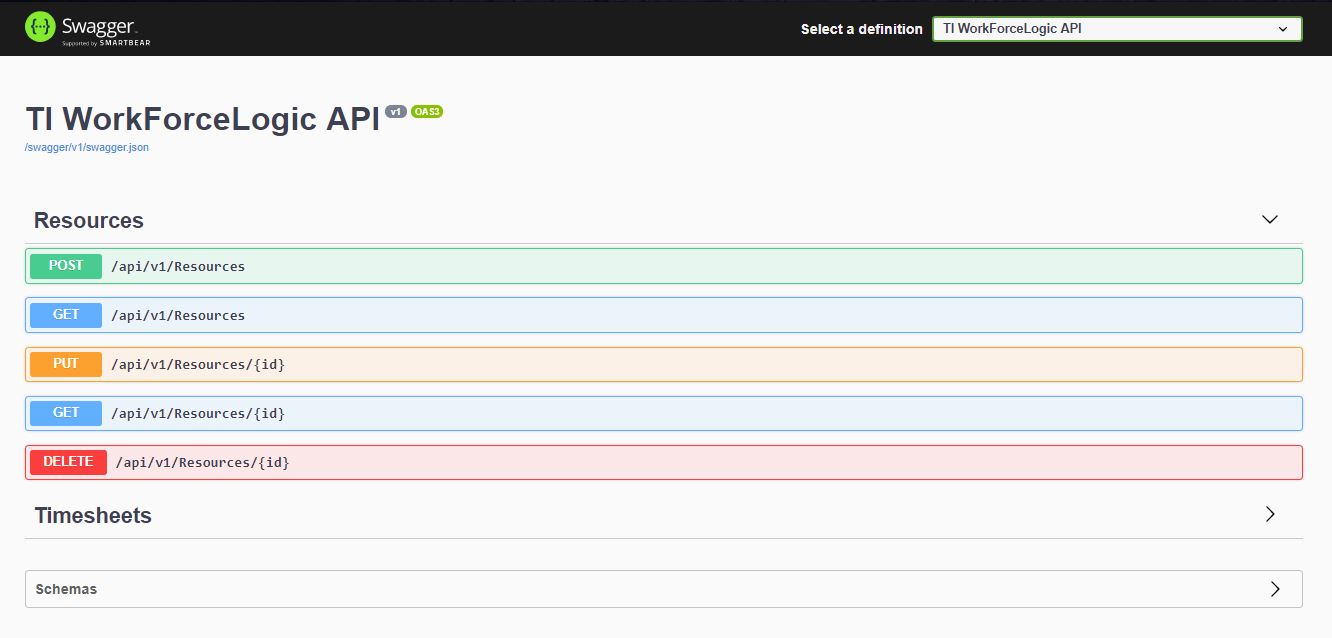 Swagger
Supported by SMARTBEAR
Select a definition
TI WorkForceLogic API
TI WorkForceLogic API v1 OAS3
/swagger/v1/swagger.json
Resources
POST /api/v1/Resources
GET /api/v1/Resources
PUT /api/v1/Resources/{id}
GET /api/v1/Resources/{id}
DELETE /api/v1/Resources/{id}
Timesheets
Schemas